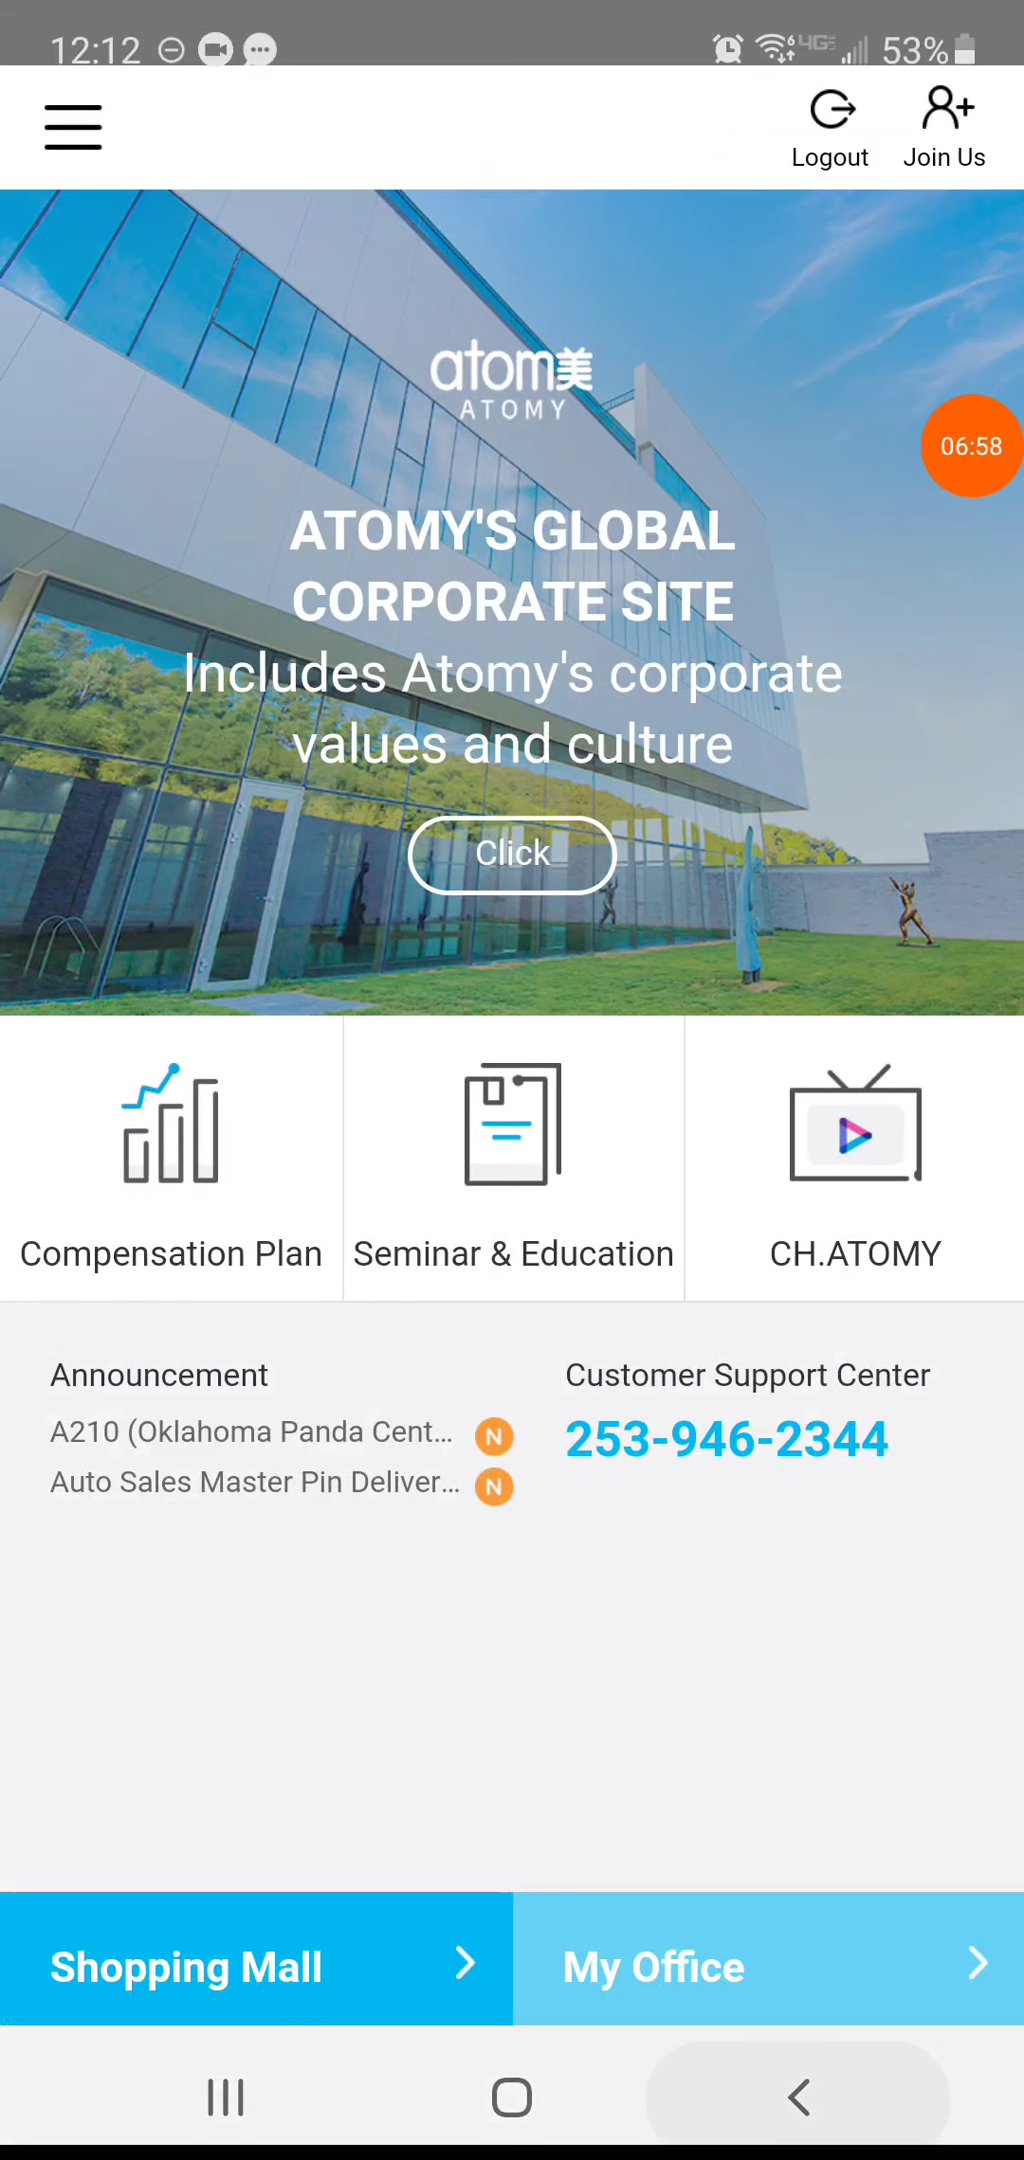 12:12
4GE
53%
Logout
Join Us
atom美
ATOMY
06:58
ATOMY'S GLOBAL
CORPORATE SITE
Includes Atomy's corporate
values and culture
Click
Compensation Plan
Seminar & Education
CH.ATOMY
Announcement
A210 (Oklahoma Panda Cent...
N
Auto Sales Master Pin Deliver...
N
Customer Support Center
253-946-2344
Shopping Mall
My Office